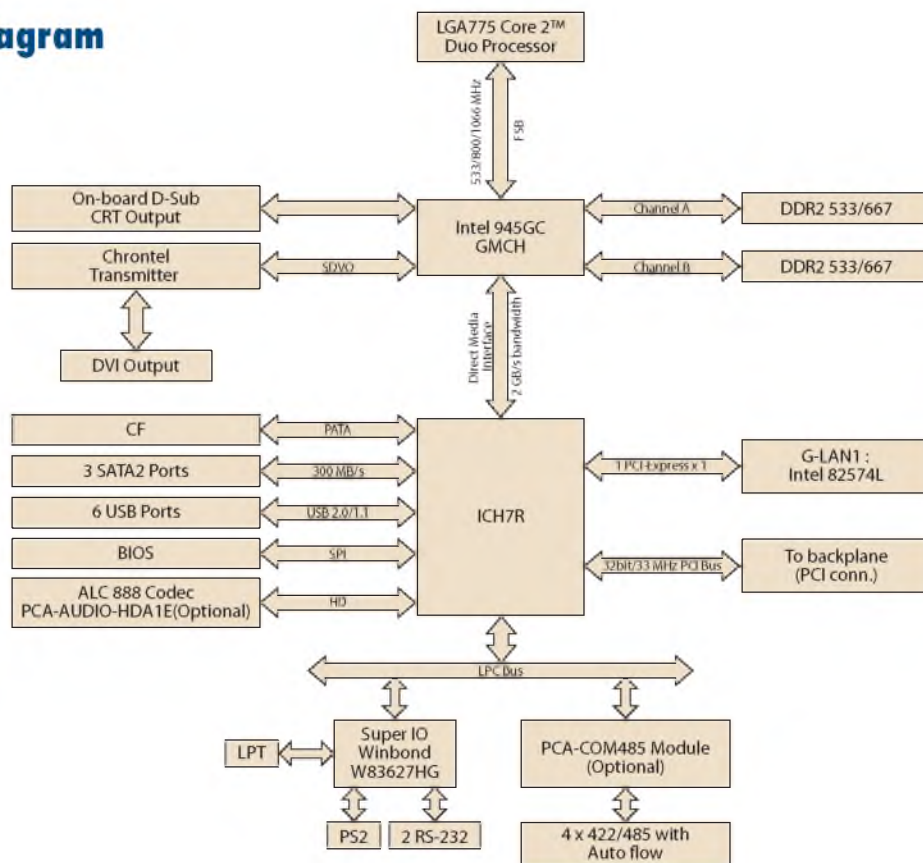 agram
LGA775 Core 2™
Duo Processor
533/800/1066 MHz
FSB
On-board D-Sub
CRT Output
Intel 945GC
GMCH
Channel A
DDR2 533/667
Chrontel
Transmitter
SDVO
Channel B
DDR2 533/667
DVI Output
Direct Media
Interface
2 GB/s bandwidth
CF
PATA
3 SATA2 Ports
300 MB/s
6 USB Ports
USB 2.0/1.1
BIOS
SPI
ALC 888 Codec
PCA-AUDIO-HDA1E(Optional)
HD
ICH7R
1 PCI-Express x 1
G-LAN1 :
Intel 82574L
32bit/33 MHz PCI Bus
To backplane
(PCI conn.)
LPC Bus
LPT
Super IO
Winbond
W83627HG
PCA-COM485 Module
(Optional)
PS2
2 RS-232
4 x 422/485 with
Auto flow